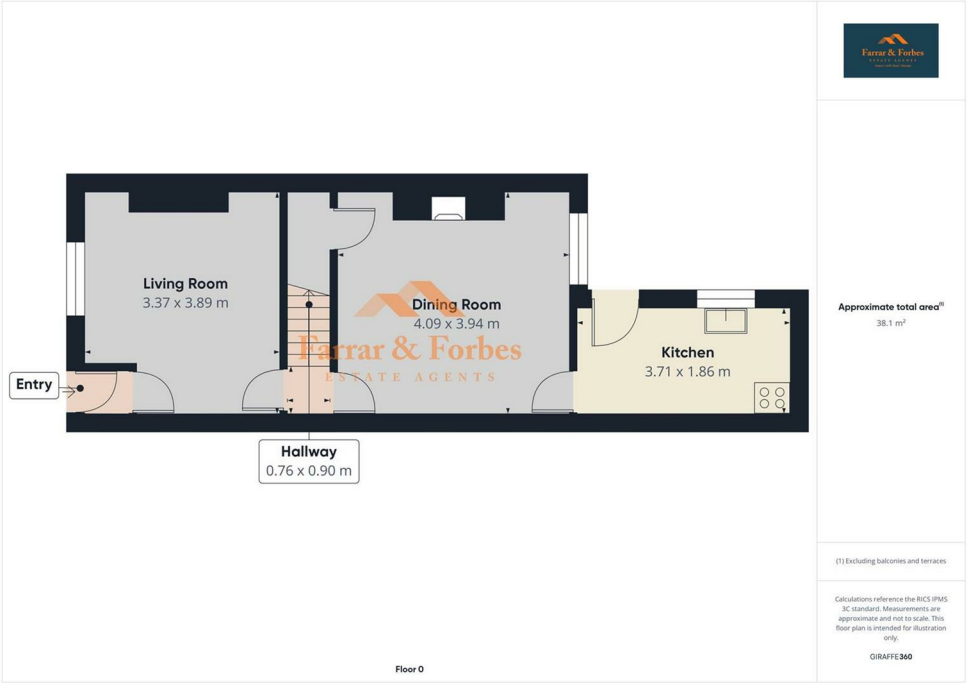 Farrar & Forbes
ESTATE AGENTS
Living Room
3.37 x 3.89 m
Dining Room
4.09 x 3.94 m
Farrar & Forbes
ESTATE AGENTS
Kitchen
3.71 x 1.86 m
Entry
Hallway
0.76 x 0.90 m
Approximate total area(1)
38.1 m²
(1) Excluding balconies and terraces
Calculations reference the RICS IPMS
3C standard. Measurements are
approximate and not to scale. This
floor plan is intended for illustration
only.
GIRAFFE360
Floor 0